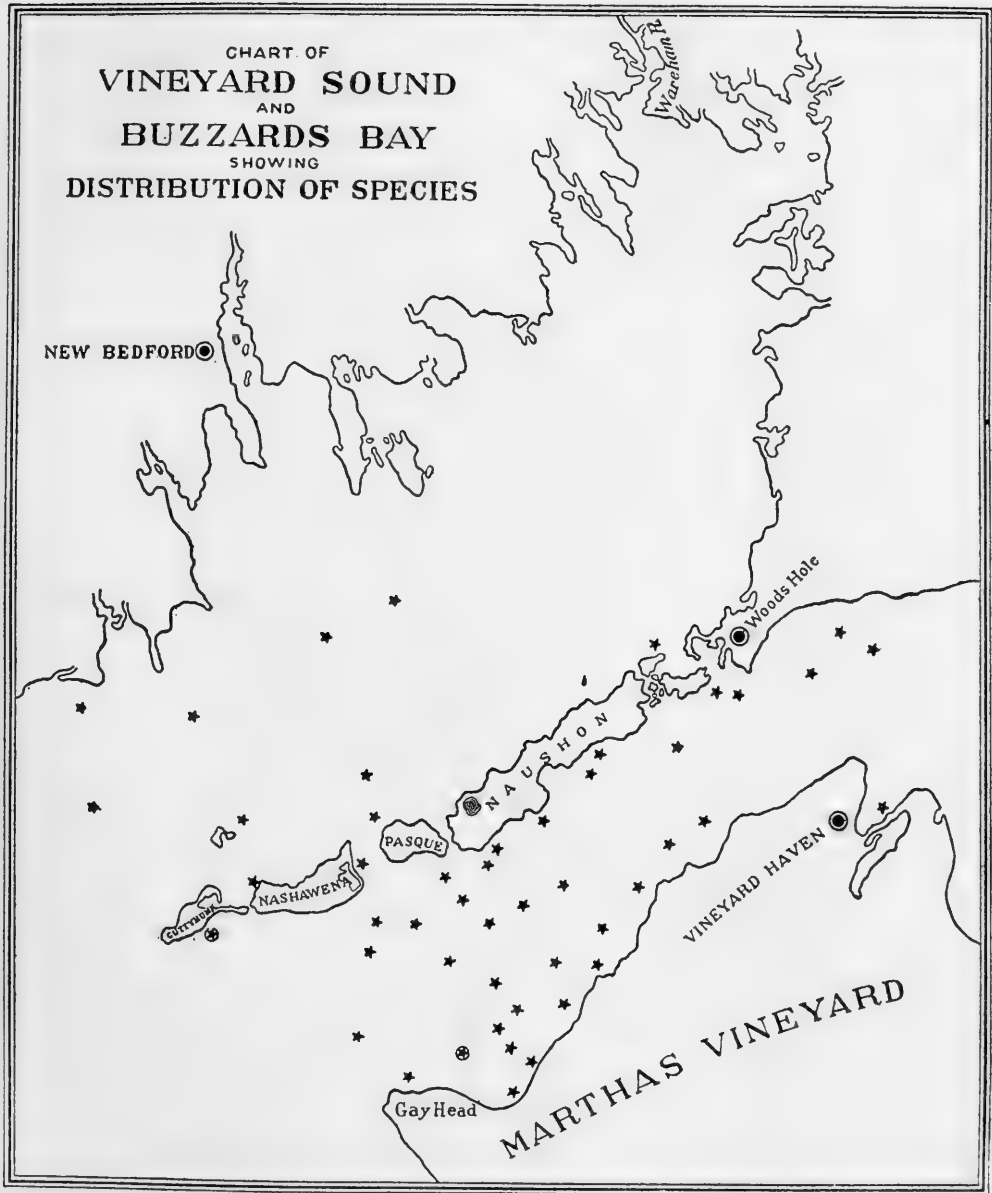 CHART OF
VINEYARD SOUND
AND
BUZZARDS BAY
SHOWING
DISTRIBUTION OF SPECIES
Wareham R.
NEW BEDFORD
Woods Hole
NAUSHON
PASQUE
NASHAWENA
CUTTYHUNK
VINEYARD HAVEN
MARTHAS VINEYARD
Gay Head